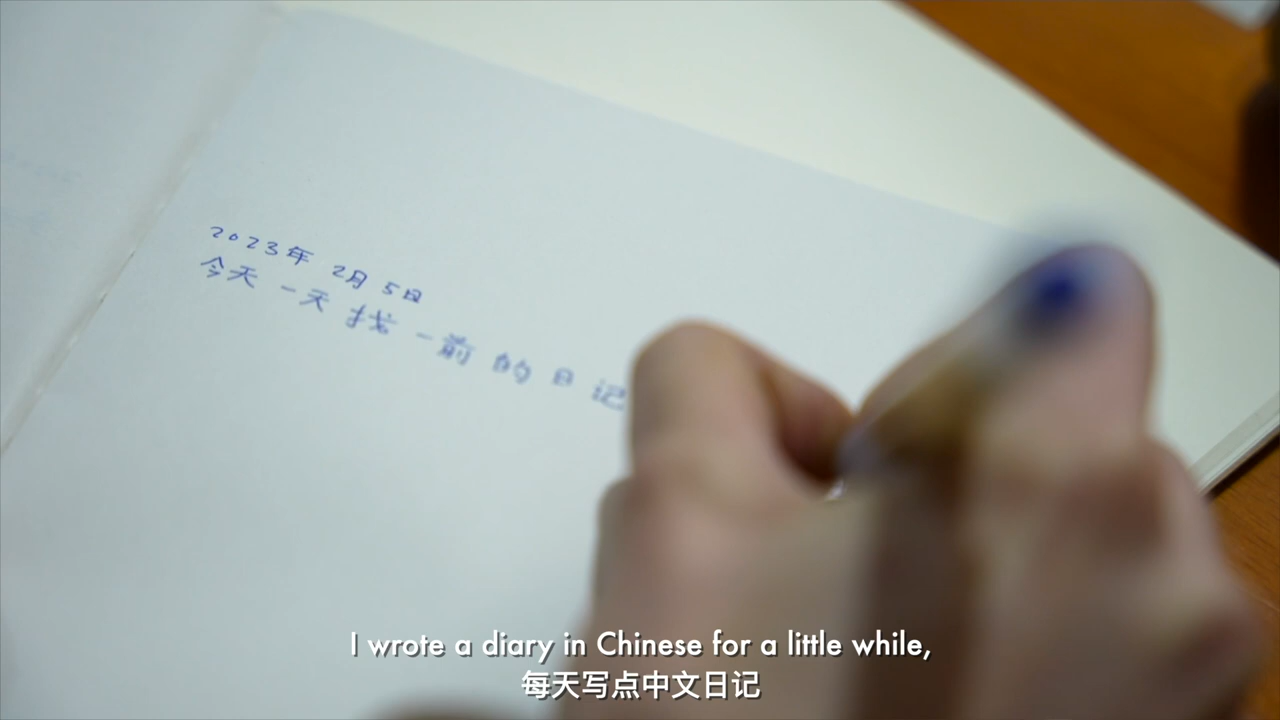 2023年 2月 5日
今天 一天 找 一前 的 日 记
I wrote a diary in Chinese for a little while,
每天写点中文日记